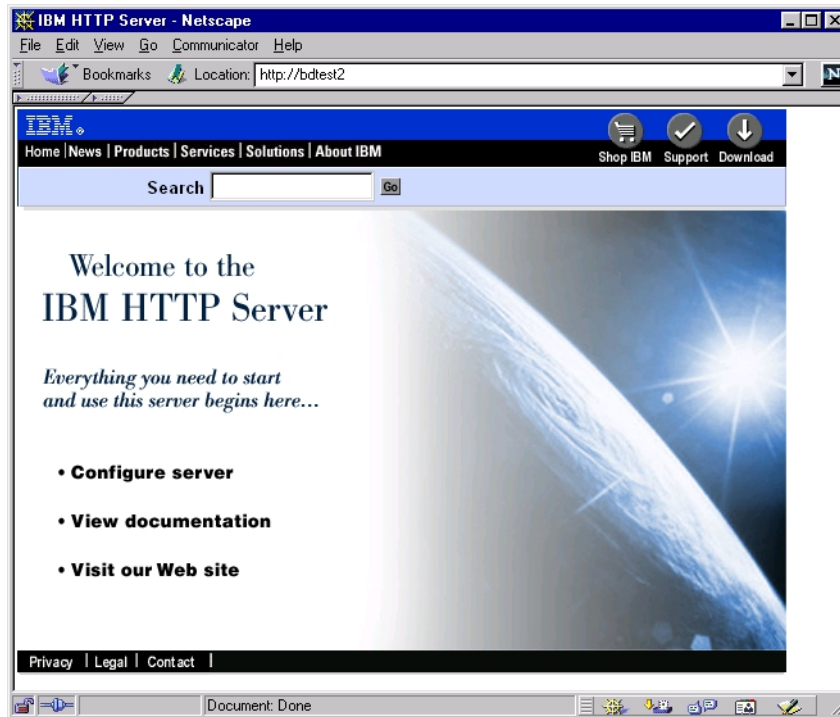 IBM HTTP Server - Netscape
File Edit View Go Communicator Help
Bookmarks Location: http://bdtest2
N
IBM®
Home | News | Products | Services | Solutions | About IBM
Shop IBM Support Download
Search Go
Welcome to the
IBM HTTP Server
Everything you need to start
and use this server begins here...
• Configure server
• View documentation
• Visit our Web site
Privacy | Legal | Contact |
Document: Done